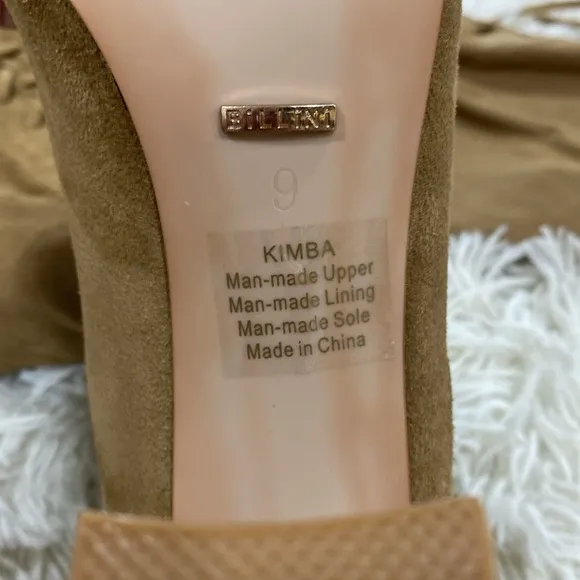 BILLINI
9
KIMBA
Man-made Upper
Man-made Lining
Man-made Sole
Made in China